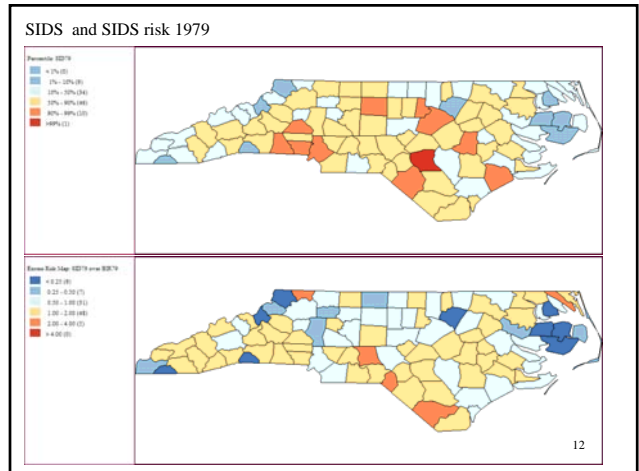 SIDS and SIDS risk 1979
Percentile: SID79
< 1% (0)
1% - 10% (9)
10% - 50% (34)
50% - 90% (46)
90% - 99% (10)
>99% (1)
Excess Risk Map: SID79 over BIR79
< 0.25 (9)
0.25 - 0.50 (7)
0.50 - 1.00 (31)
1.00 - 2.00 (48)
2.00 - 4.00 (5)
> 4.00 (0)
12